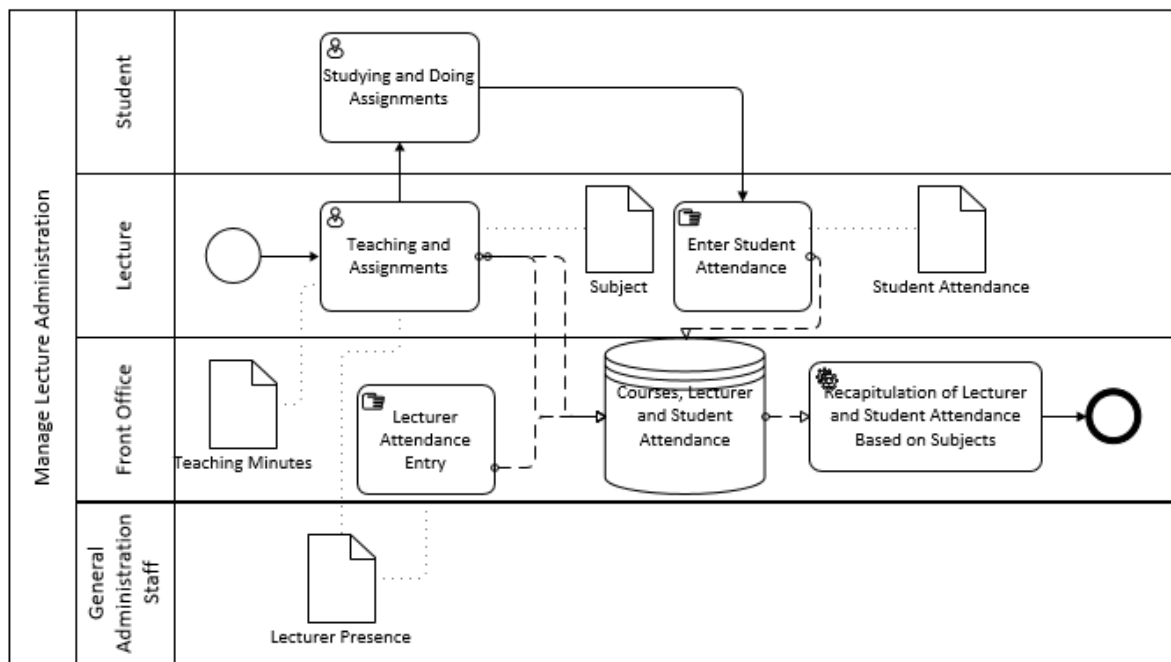 Manage Lecture Administration
Student
Studying and Doing
Assignments
Lecture
Teaching and
Assignments
Subject
Enter Student
Attendance
Student Attendance
Front Office
Teaching Minutes
Lecturer
Attendance
Entry
Courses, Lecturer
and Student
Attendance
Recapitulation of Lecturer
and Student Attendance
Based on Subjects
General
Administration
Staff
Lecturer Presence